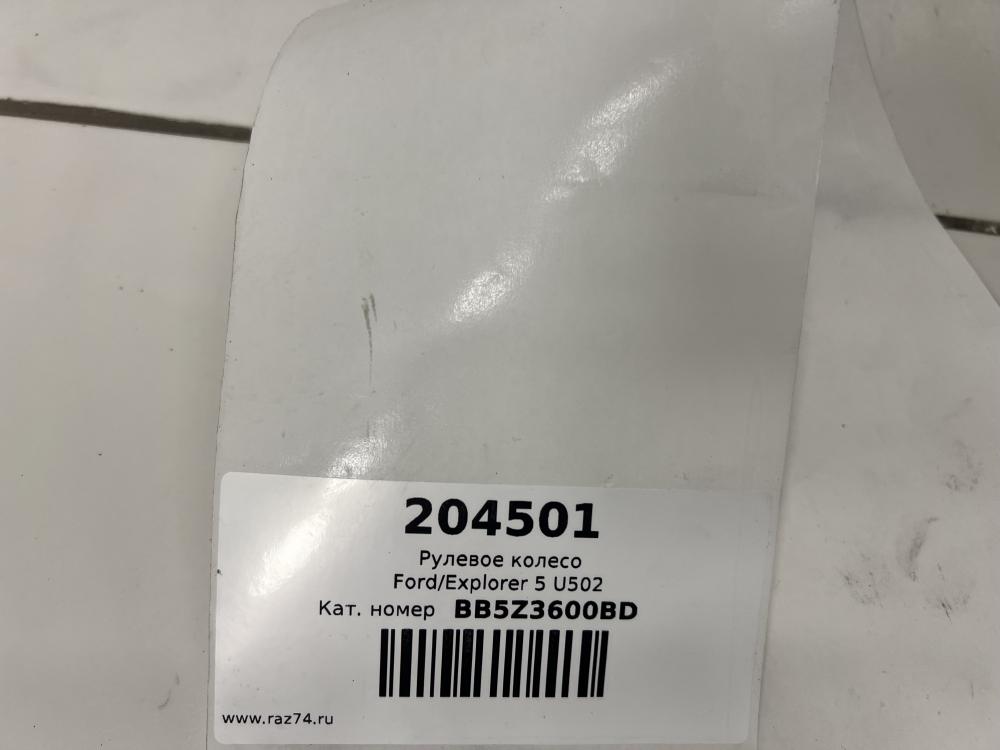 204501
Рулевое колесо
Ford/Explorer 5 U502
Кат. номер BB5Z3600BD
www.raz74.ru